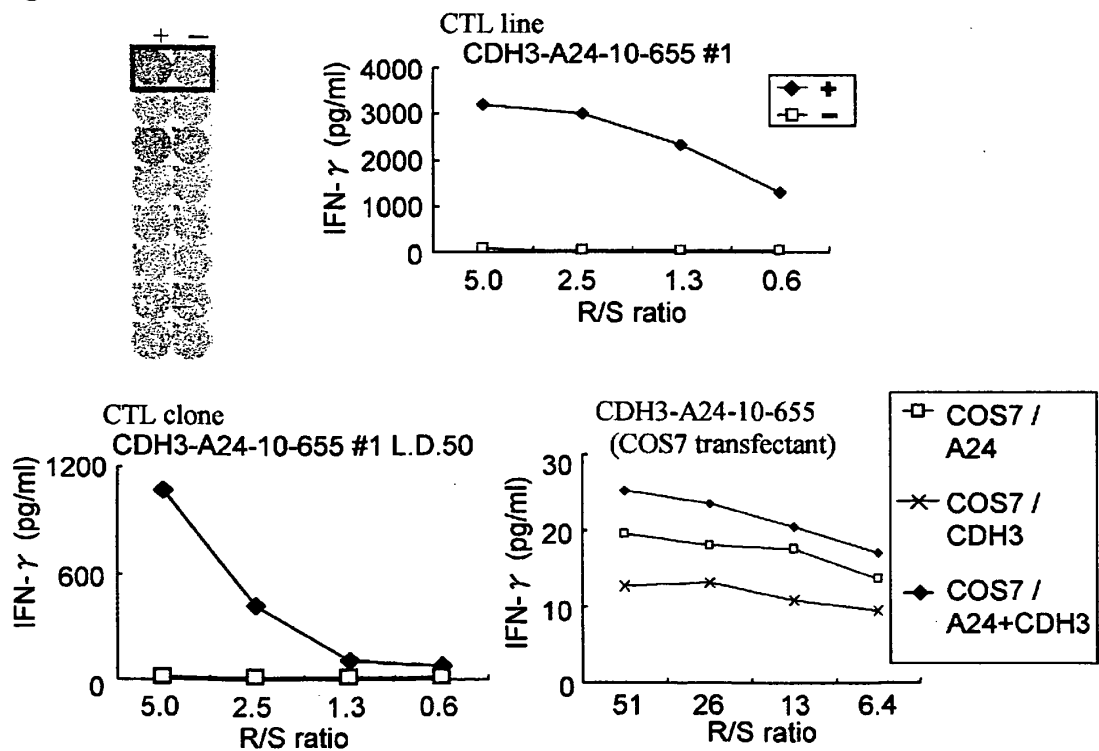 + −
CTL line
CDH3-A24-10-655 #1
4000
3000
2000
1000
0
IFN-γ (pg/ml)
5.0 2.5 1.3 0.6
R/S ratio
+
−
CTL clone
CDH3-A24-10-655 #1 L.D.50
1200
600
0
IFN-γ (pg/ml)
5.0 2.5 1.3 0.6
R/S ratio
CDH3-A24-10-655
(COS7 transfectant)
30
20
10
0
IFN-γ (pg/ml)
51 26 13 6.4
R/S ratio
COS7 /
A24
COS7 /
CDH3
COS7 /
A24+CDH3